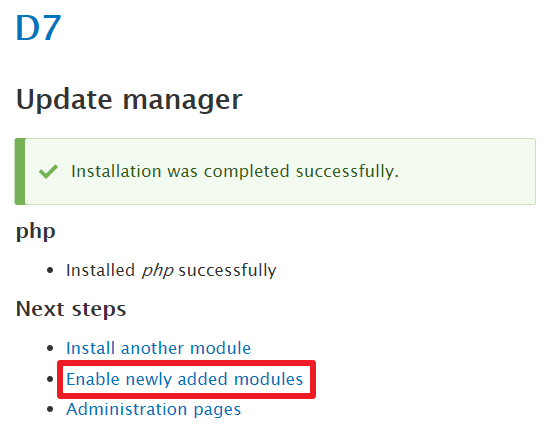 D7
Update manager
Installation was completed successfully.
php
Installed php successfully
Next steps
Install another module
Enable newly added modules
Administration pages